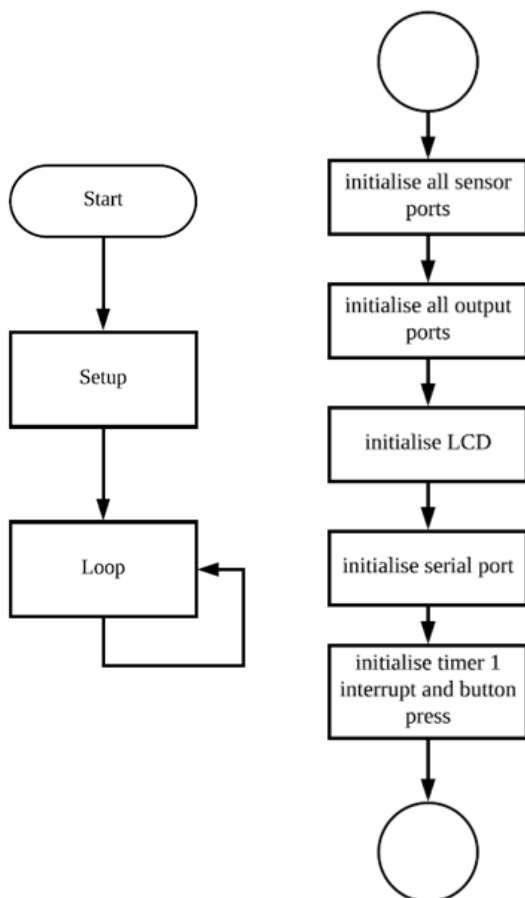 Start
Setup
Loop
initialise all sensor
ports
initialise all output
ports
initialise LCD
initialise serial port
initialise timer 1
interrupt and button
press